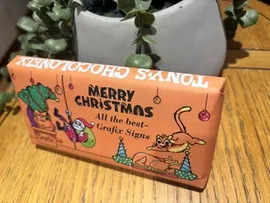 TONY'S CHOCOLONELY
MERRY
CHRISTMAS
All the best-
Grafix Signs